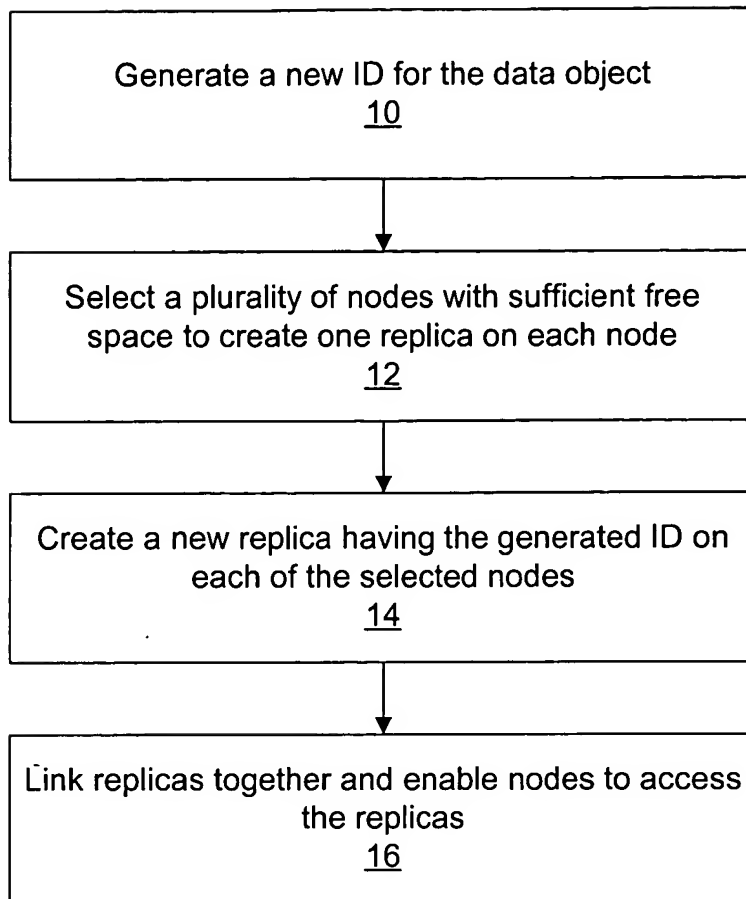 Generate a new ID for the data object
10
Select a plurality of nodes with sufficient free
space to create one replica on each node
12
Create a new replica having the generated ID on
each of the selected nodes
14
Link replicas together and enable nodes to access
the replicas
16